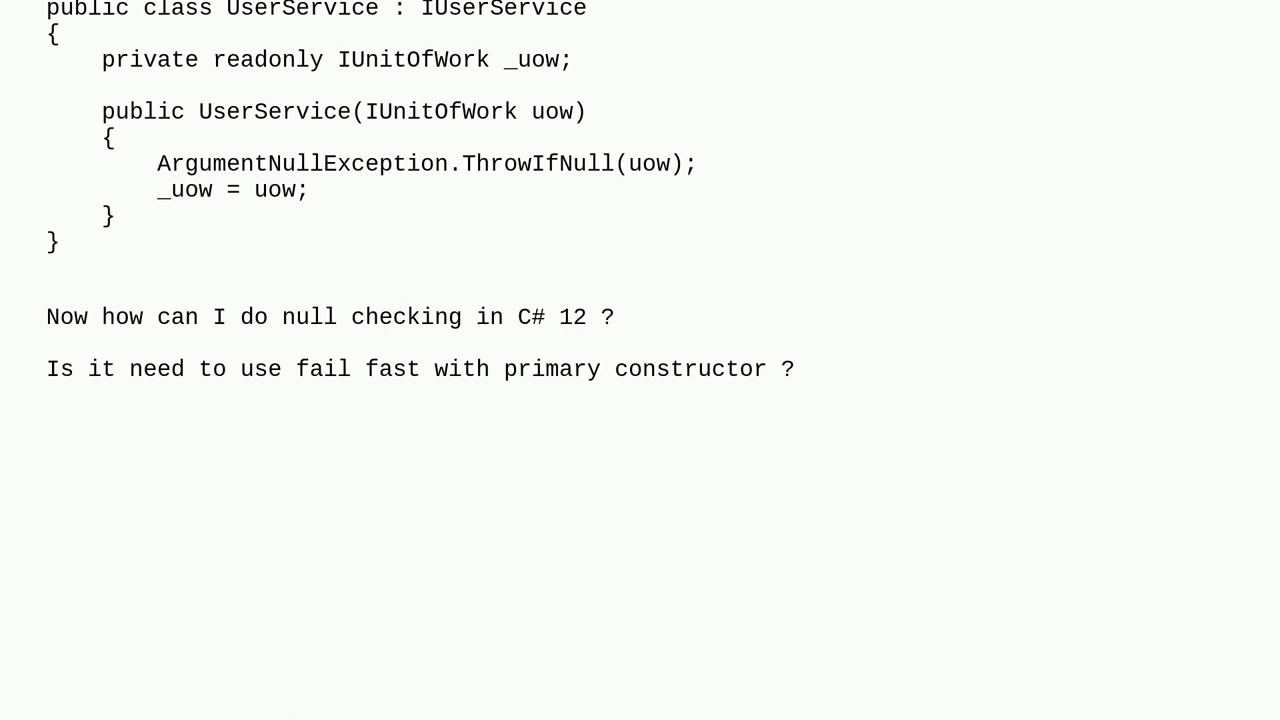 public class UserService : IUserService
{
    private readonly IUnitOfWork _uow;

    public UserService(IUnitOfWork uow)
    {
        ArgumentNullException.ThrowIfNull(uow);
        _uow = uow;
    }
}

Now how can I do null checking in C# 12 ?

Is it need to use fail fast with primary constructor ?